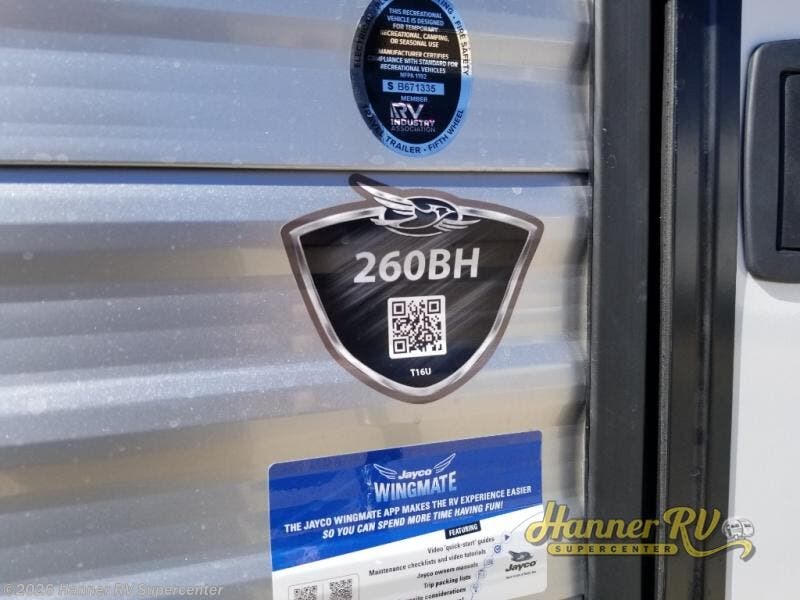 THIS RECREATIONAL
VEHICLE IS DESIGNED
FOR TEMPORARY
RECREATIONAL, CAMPING,
OR SEASONAL USE
MANUFACTURER CERTIFIES
COMPLIANCE WITH STANDARD FOR
RECREATIONAL VEHICLES
NFPA 1192
S B671335
MEMBER
RV
INDUSTRY
ASSOCIATION
FIRE SAFETY
TRAILER • FIFTH WHEEL
260BH
T16U
Jayco
WINGMATE
THE JAYCO WINGMATE APP MAKES THE RV EXPERIENCE EASIER
SO YOU CAN SPEND MORE TIME HAVING FUN!
FEATURING
Video "quick-start" guides
Maintenance checklists and video tutorials
Jayco owners manuals
Trip packing lists
considerations
Jayco
Hanner RV
SUPERCENTER
©2026 Hanner RV Supercenter